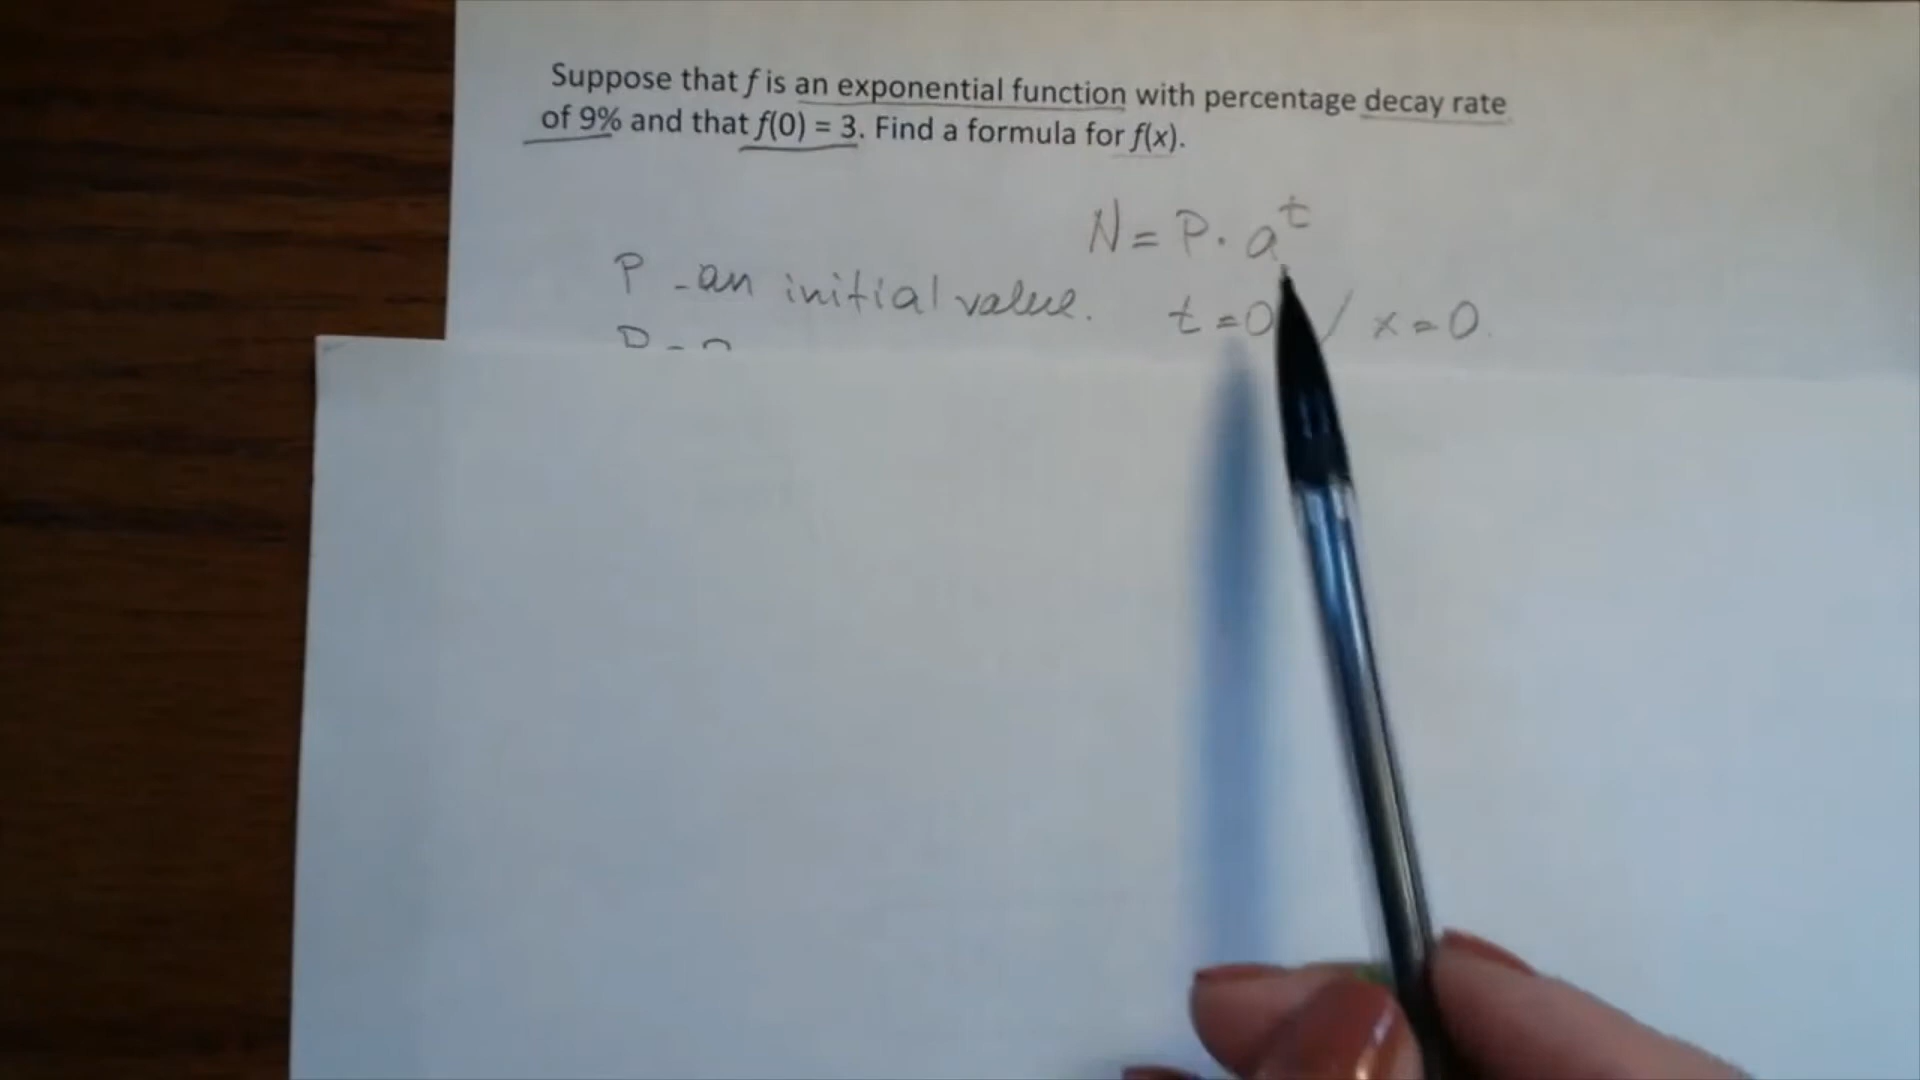 Suppose that f is an exponential function with percentage decay rate
of 9% and that f(0) = 3. Find a formula for f(x).
N = P · a^t
P - an initial value. t = 0 / x = 0.